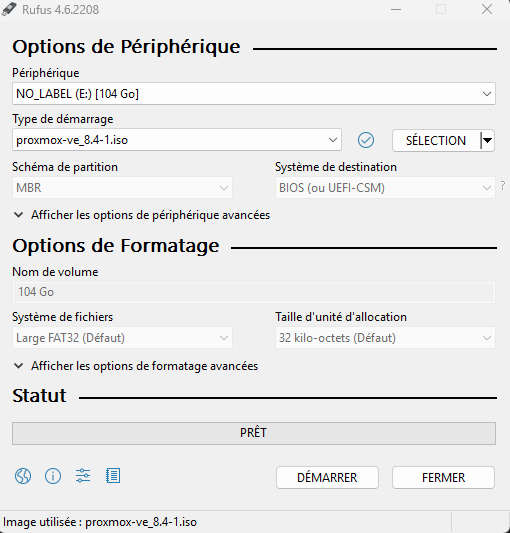 Rufus 4.6.2208
Options de Périphérique
Périphérique
NO_LABEL (E:) [104 Go]
Type de démarrage
proxmox-ve_8.4-1.iso
SÉLECTION
Schéma de partition
Système de destination
MBR
BIOS (ou UEFI-CSM)
?
Afficher les options de périphérique avancées
Options de Formatage
Nom de volume
104 Go
Système de fichiers
Taille d'unité d'allocation
Large FAT32 (Défaut)
32 kilo-octets (Défaut)
Afficher les options de formatage avancées
Statut
PRÊT
DÉMARRER
FERMER
Image utilisée : proxmox-ve_8.4-1.iso